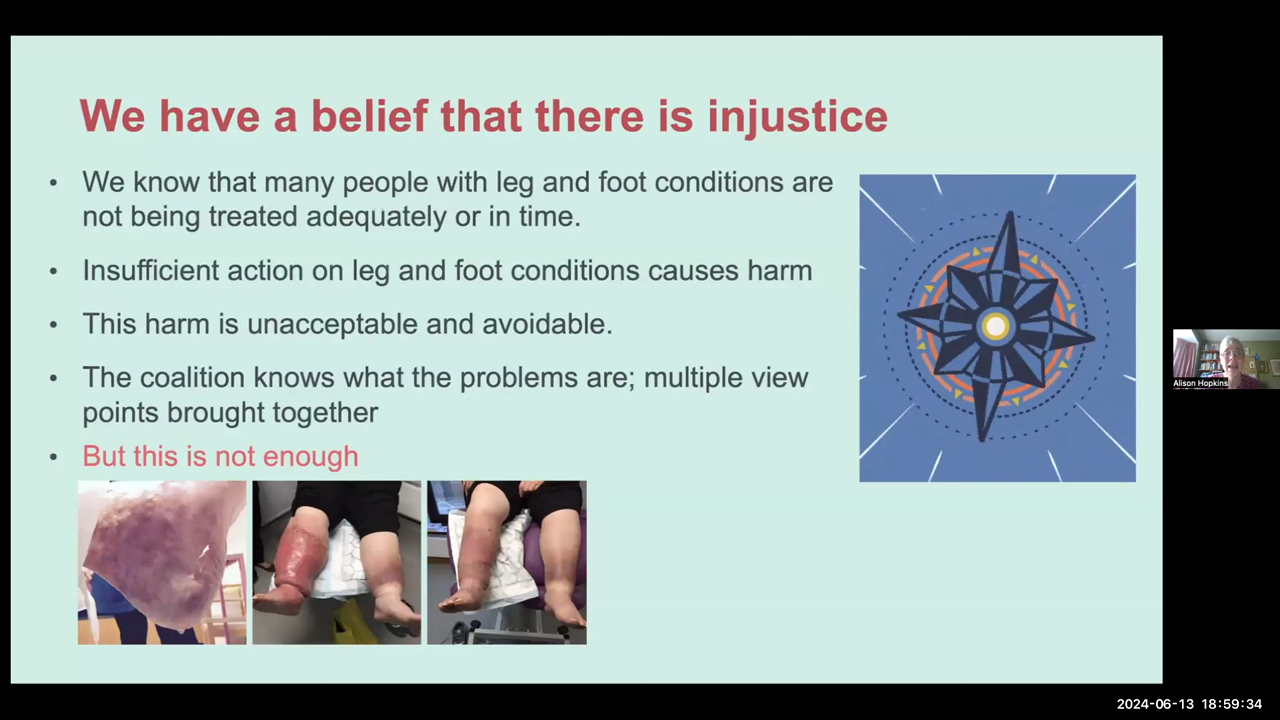 We have a belief that there is injustice
• We know that many people with leg and foot conditions are
not being treated adequately or in time.
• Insufficient action on leg and foot conditions causes harm
• This harm is unacceptable and avoidable.
• The coalition knows what the problems are; multiple view
points brought together
• But this is not enough
Alison Hopkins
2024-06-13 18:59:34